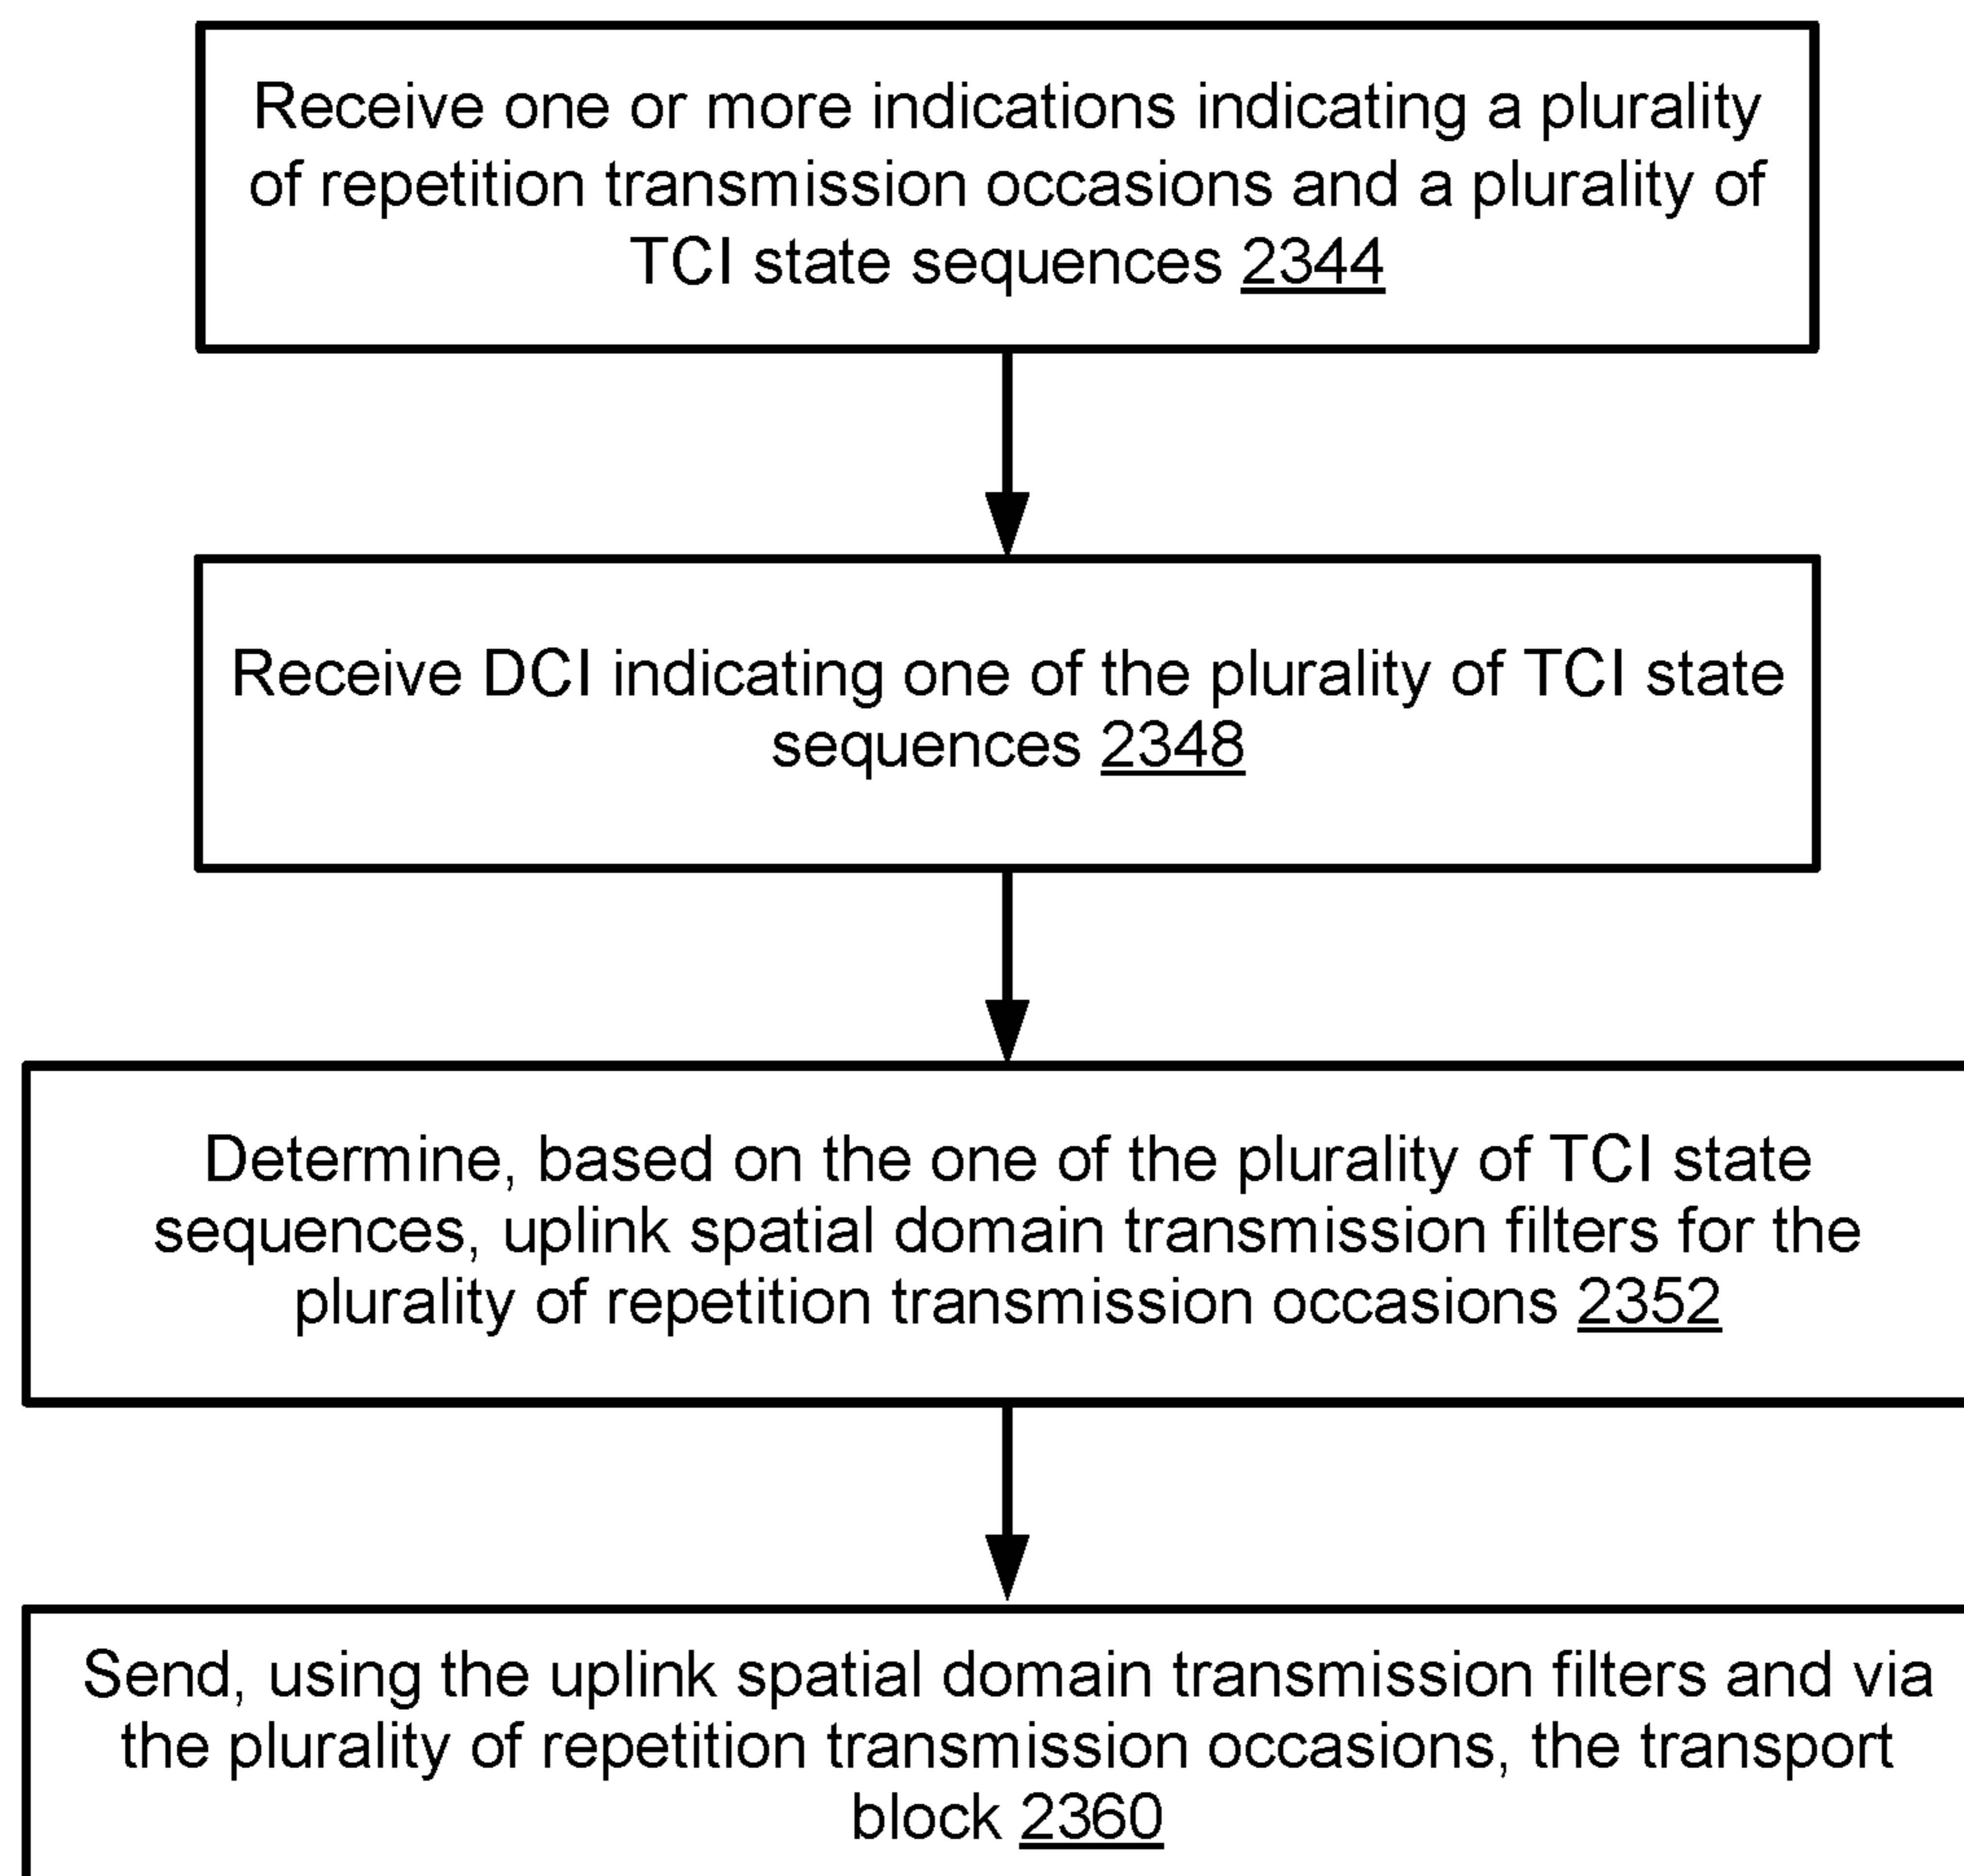 Receive one or more indications indicating a plurality
of repetition transmission occasions and a plurality of
TCI state sequences 2344
Receive DCI indicating one of the plurality of TCI state
sequences 2348
Determine, based on the one of the plurality of TCI state
sequences, uplink spatial domain transmission filters for the
plurality of repetition transmission occasions 2352
Send, using the uplink spatial domain transmission filters and via
the plurality of repetition transmission occasions, the transport
block 2360